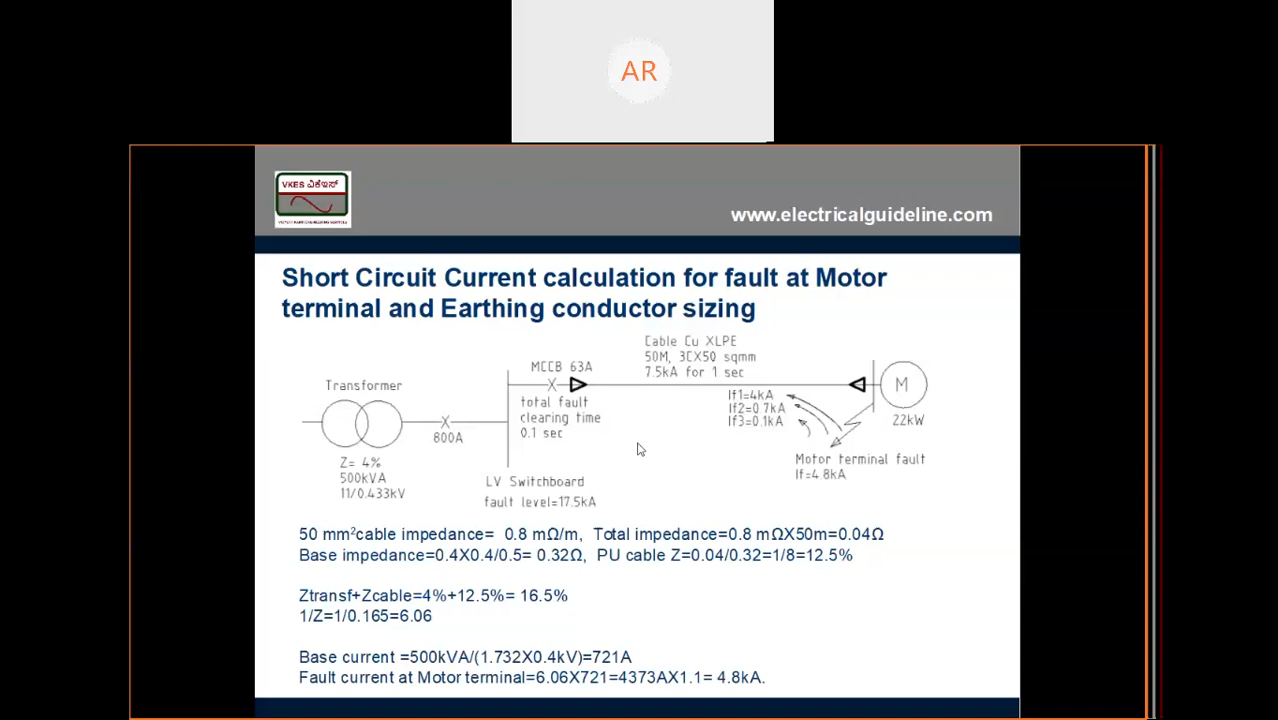 AR
VKES ವಿಕೆಇಎಸ್
www.electricalguideline.com
Short Circuit Current calculation for fault at Motor
terminal and Earthing conductor sizing
Cable Cu XLPE
50M, 3CX50 sqmm
7.5kA for 1 sec
MCCB 63A
Transformer
total fault
clearing time
0.1 sec
800A
If1=4kA
If2=0.7kA
If3=0.1kA
M
22kW
Motor terminal fault
If=4.8kA
Z= 4%
500kVA
11/0.433kV
LV Switchboard
fault level=17.5kA
50 mm²cable impedance= 0.8 mΩ/m, Total impedance=0.8 mΩX50m=0.04Ω
Base impedance=0.4X0.4/0.5= 0.32Ω, PU cable Z=0.04/0.32=1/8=12.5%
Ztransf+Zcable=4%+12.5%= 16.5%
1/Z=1/0.165=6.06
Base current =500kVA/(1.732X0.4kV)=721A
Fault current at Motor terminal=6.06X721=4373AX1.1= 4.8kA.